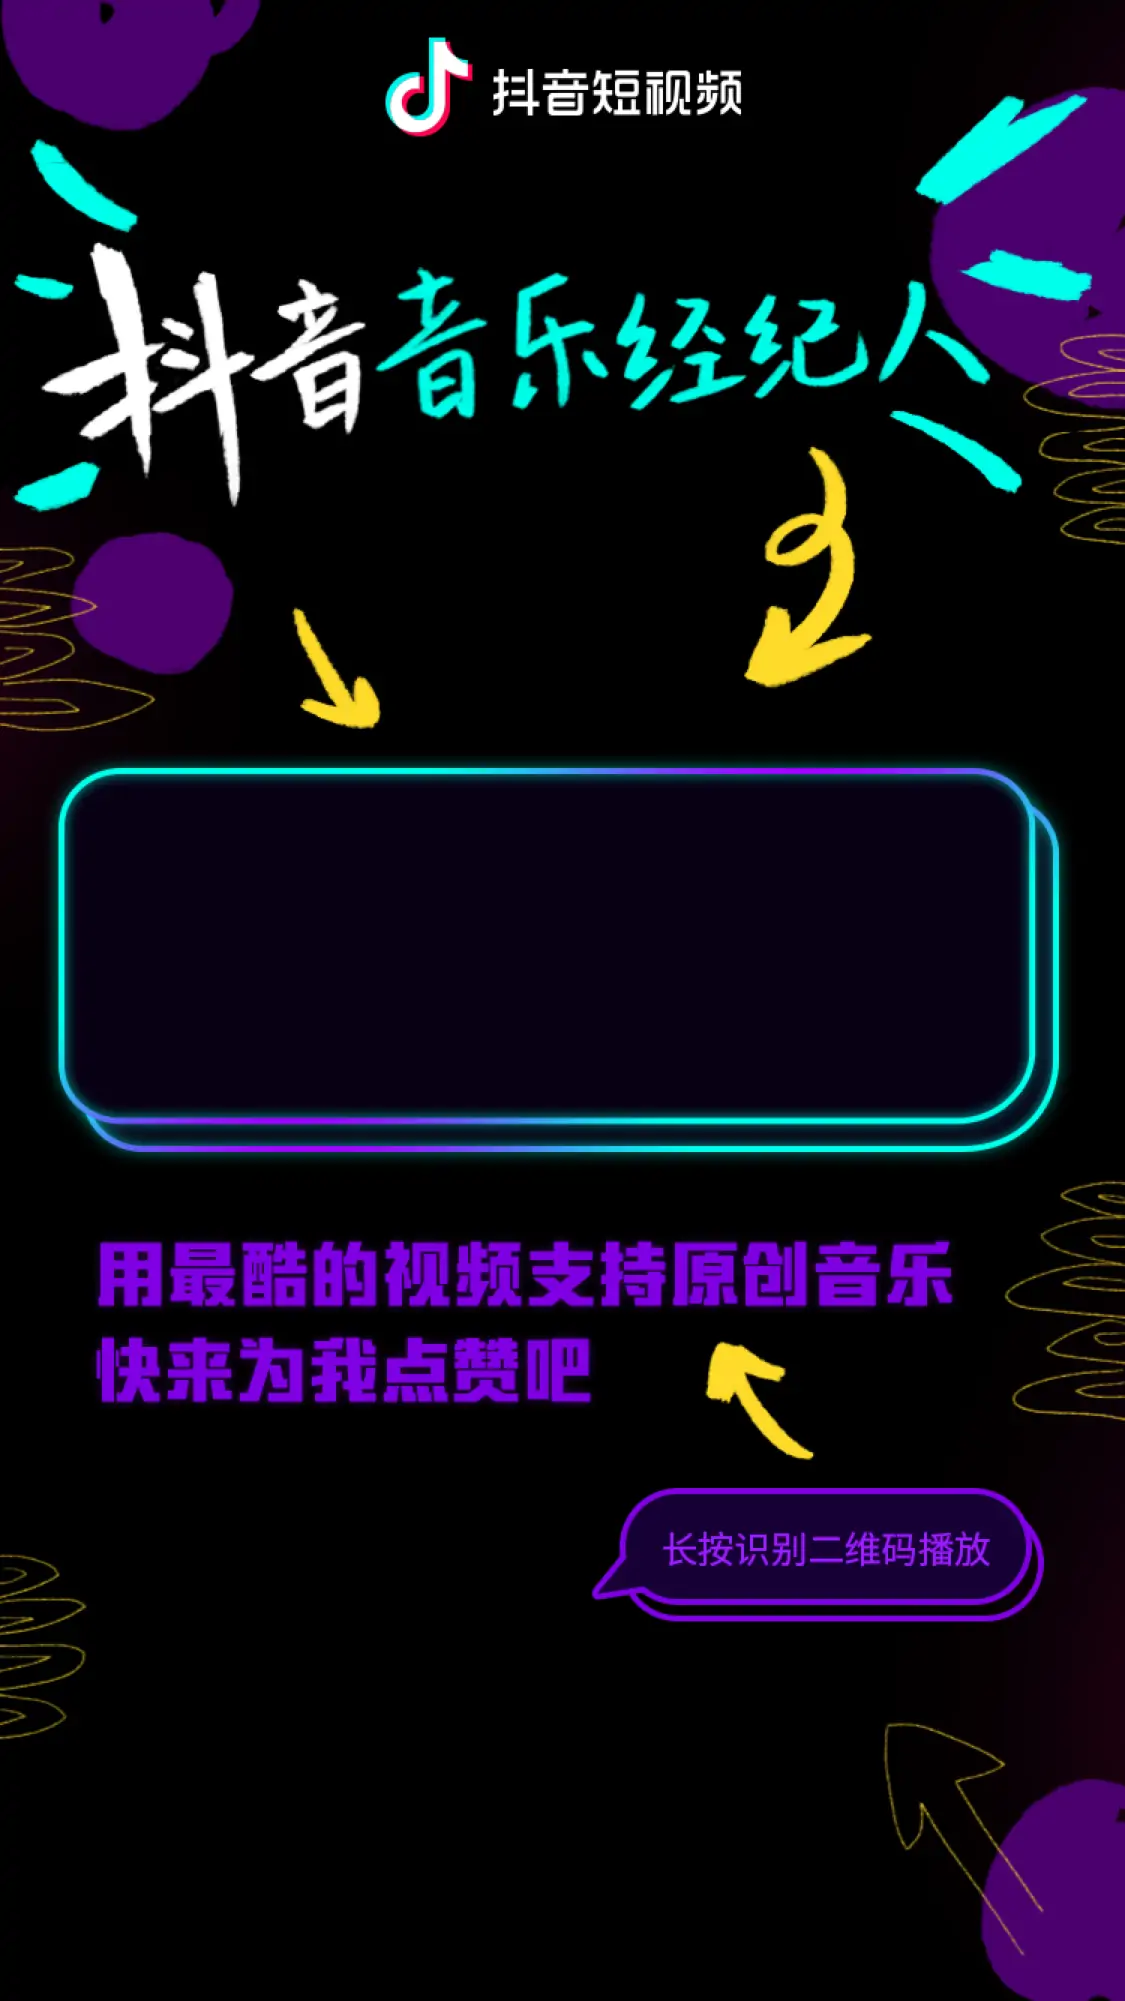 抖音短视频
抖音音乐经纪人
用最酷的视频支持原创音乐
快来为我点赞吧
长按识别二维码播放